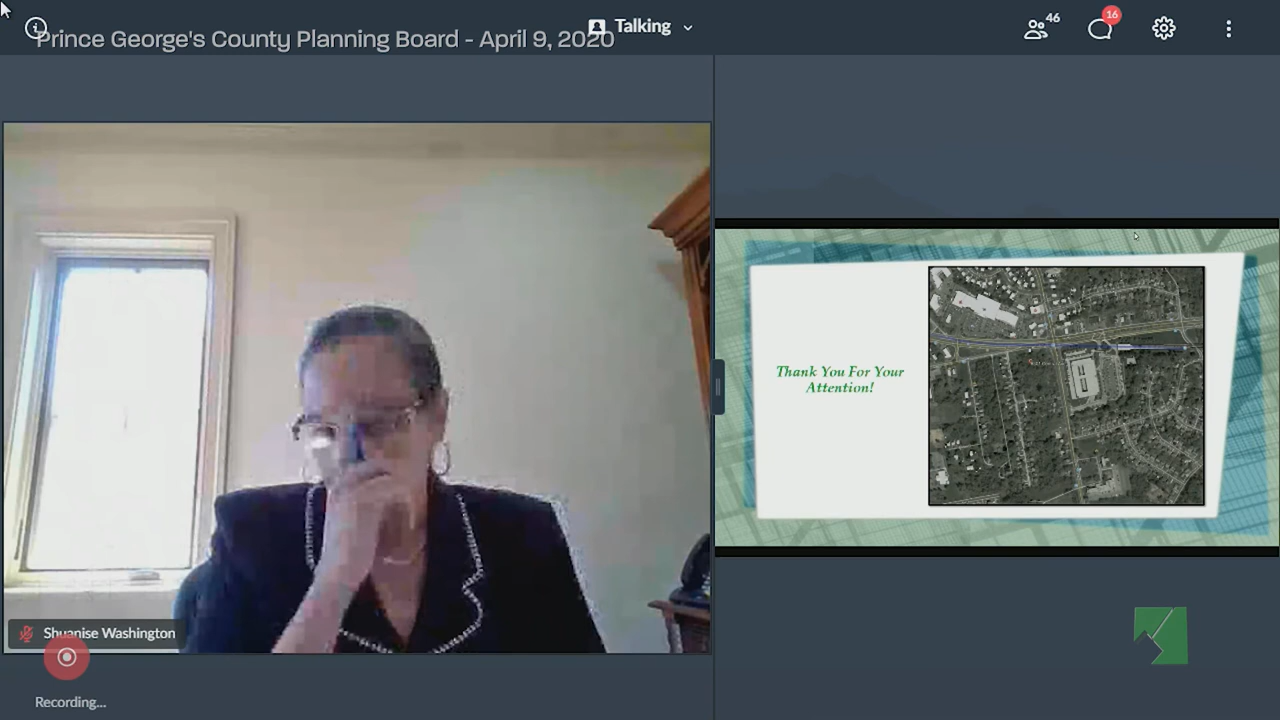 Prince George's County Planning Board - April 9, 2020
Talking
46
16
Thank You For Your
Attention!
Shuanise Washington
Recording...